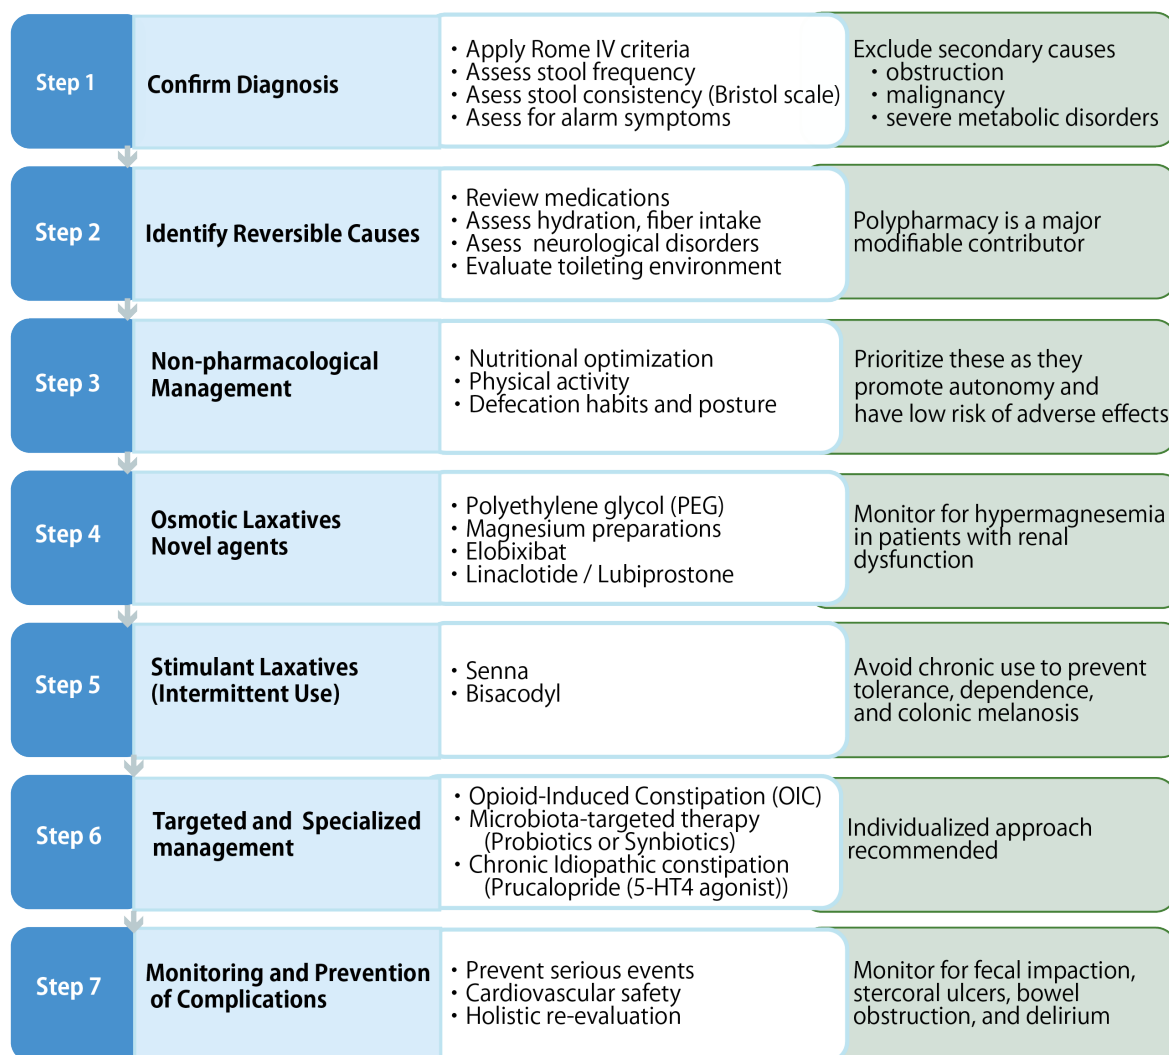 Step 1
Confirm Diagnosis
・Apply Rome IV criteria
・Assess stool frequency
・Asess stool consistency (Bristol scale)
・Asess for alarm symptoms
Exclude secondary causes
・obstruction
・malignancy
・severe metabolic disorders
Step 2
Identify Reversible Causes
・Review medications
・Assess hydration, fiber intake
・Asess neurological disorders
・Evaluate toileting environment
Polypharmacy is a major
modifiable contributor
Step 3
Non-pharmacological
Management
・Nutritional optimization
・Physical activity
・Defecation habits and posture
Prioritize these as they
promote autonomy and
have low risk of adverse effects
Step 4
Osmotic Laxatives
Novel agents
・Polyethylene glycol (PEG)
・Magnesium preparations
・Elobixibat
・Linaclotide / Lubiprostone
Monitor for hypermagnesemia
in patients with renal
dysfunction
Step 5
Stimulant Laxatives
(Intermittent Use)
・Senna
・Bisacodyl
Avoid chronic use to prevent
tolerance, dependence,
and colonic melanosis
Step 6
Targeted and Specialized
management
・Opioid-Induced Constipation (OIC)
・Microbiota-targeted therapy
(Probiotics or Synbiotics)
・Chronic Idiopathic constipation
(Prucalopride (5-HT4 agonist))
Individualized approach
recommended
Step 7
Monitoring and Prevention
of Complications
・Prevent serious events
・Cardiovascular safety
・Holistic re-evaluation
Monitor for fecal impaction,
stercoral ulcers, bowel
obstruction, and delirium